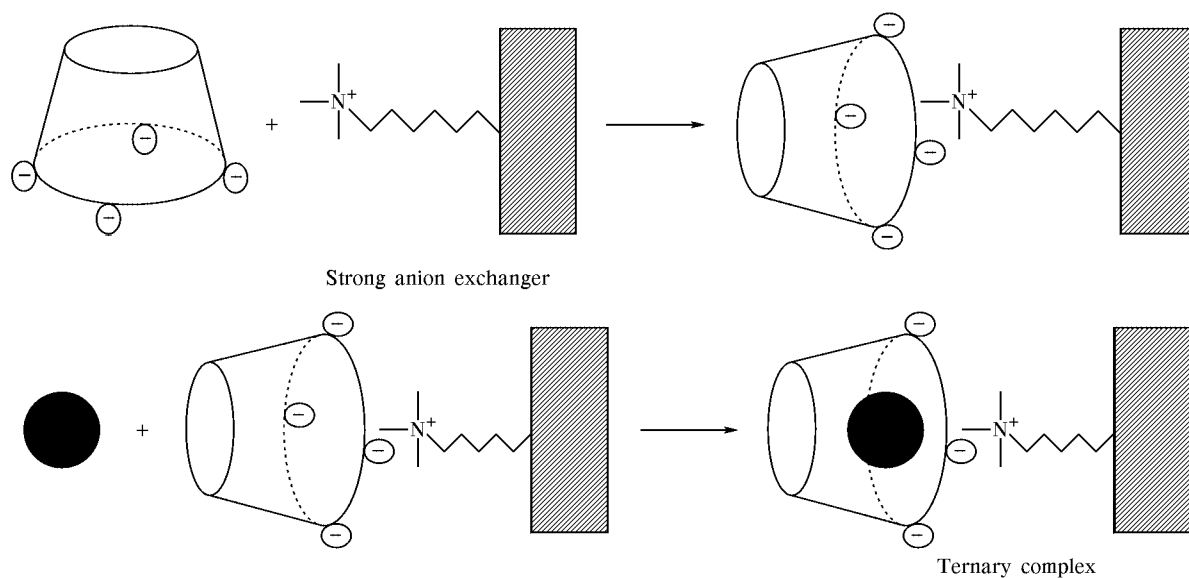 +
N+
Strong anion exchanger
+
N+
N+
Ternary complex